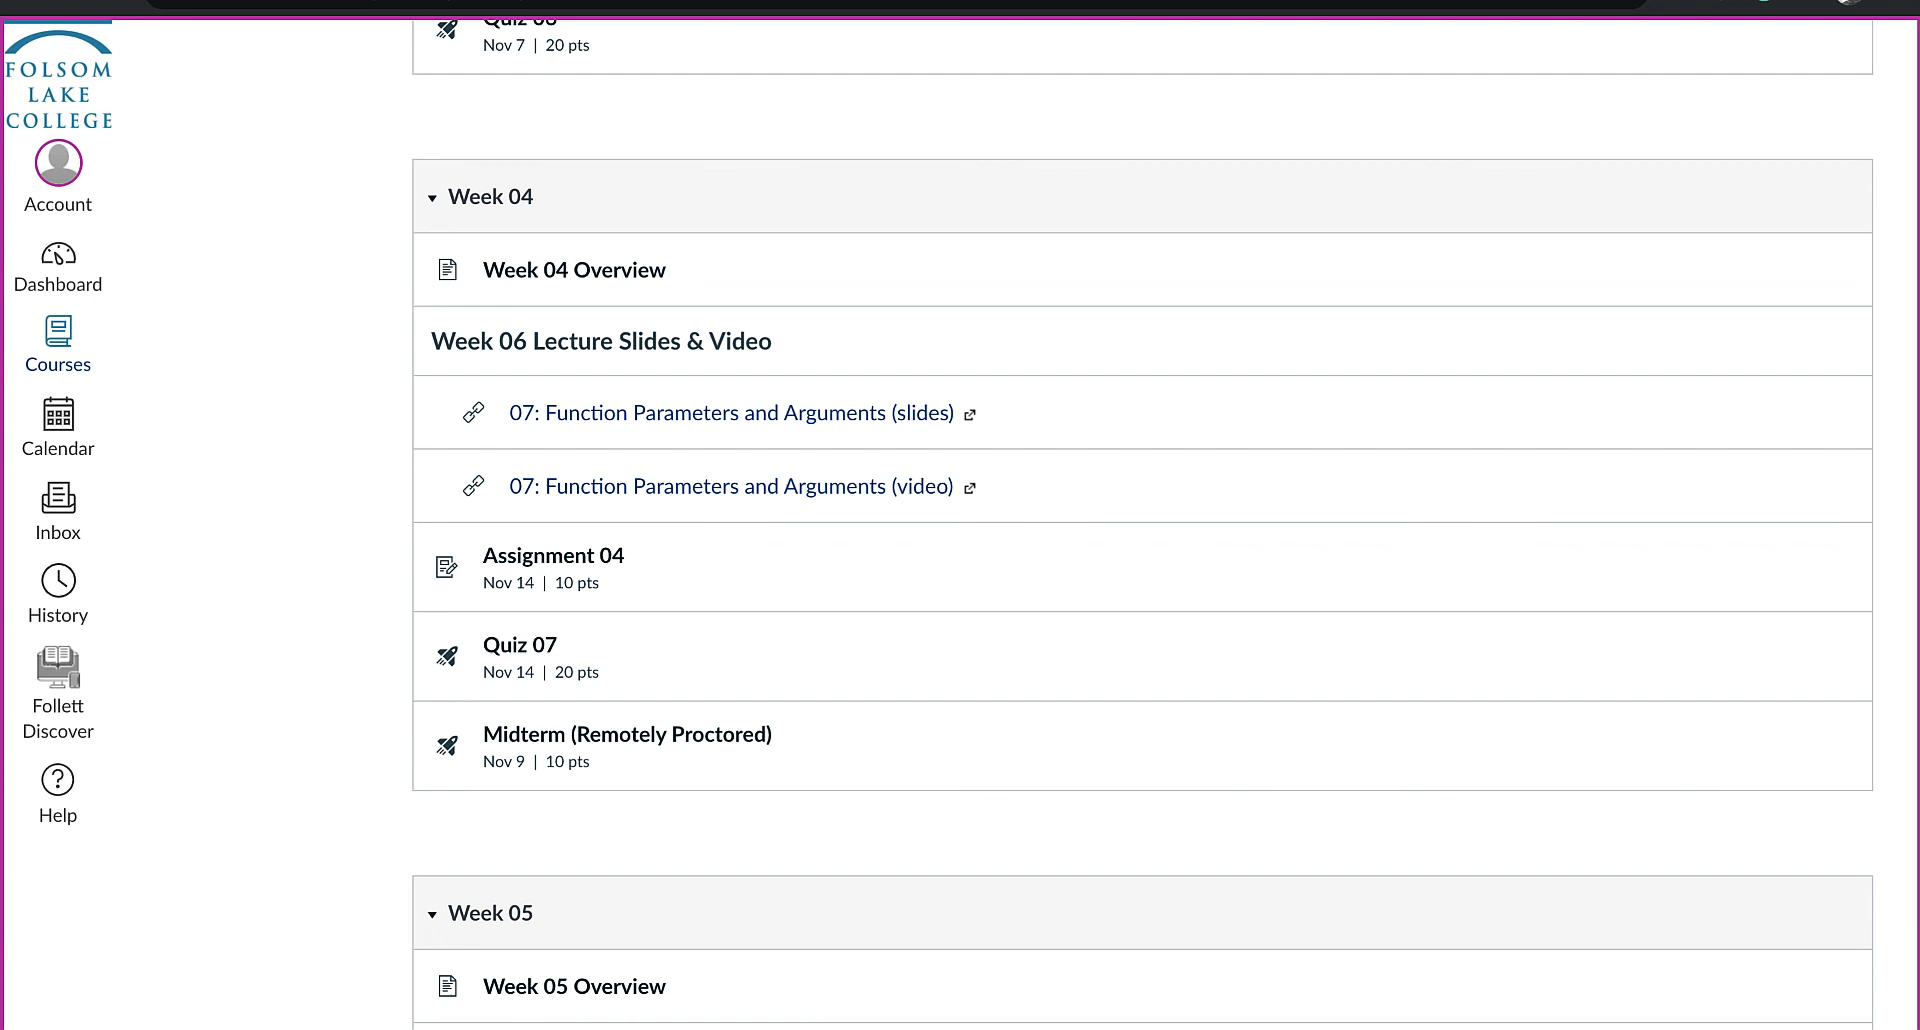 FOLSOM
LAKE
COLLEGE
Account
Dashboard
Courses
Calendar
Inbox
History
Follett
Discover
Help
Nov 7 | 20 pts
Week 04
Week 04 Overview
Week 06 Lecture Slides & Video
07: Function Parameters and Arguments (slides)
07: Function Parameters and Arguments (video)
Assignment 04
Nov 14 | 10 pts
Quiz 07
Nov 14 | 20 pts
Midterm (Remotely Proctored)
Nov 9 | 10 pts
Week 05
Week 05 Overview